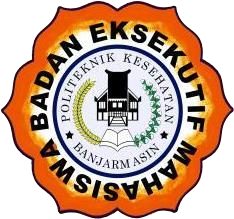 BADAN EKSEKUTIF MAHASISWA
POLITEKNIK KESEHATAN
BANJARMASIN